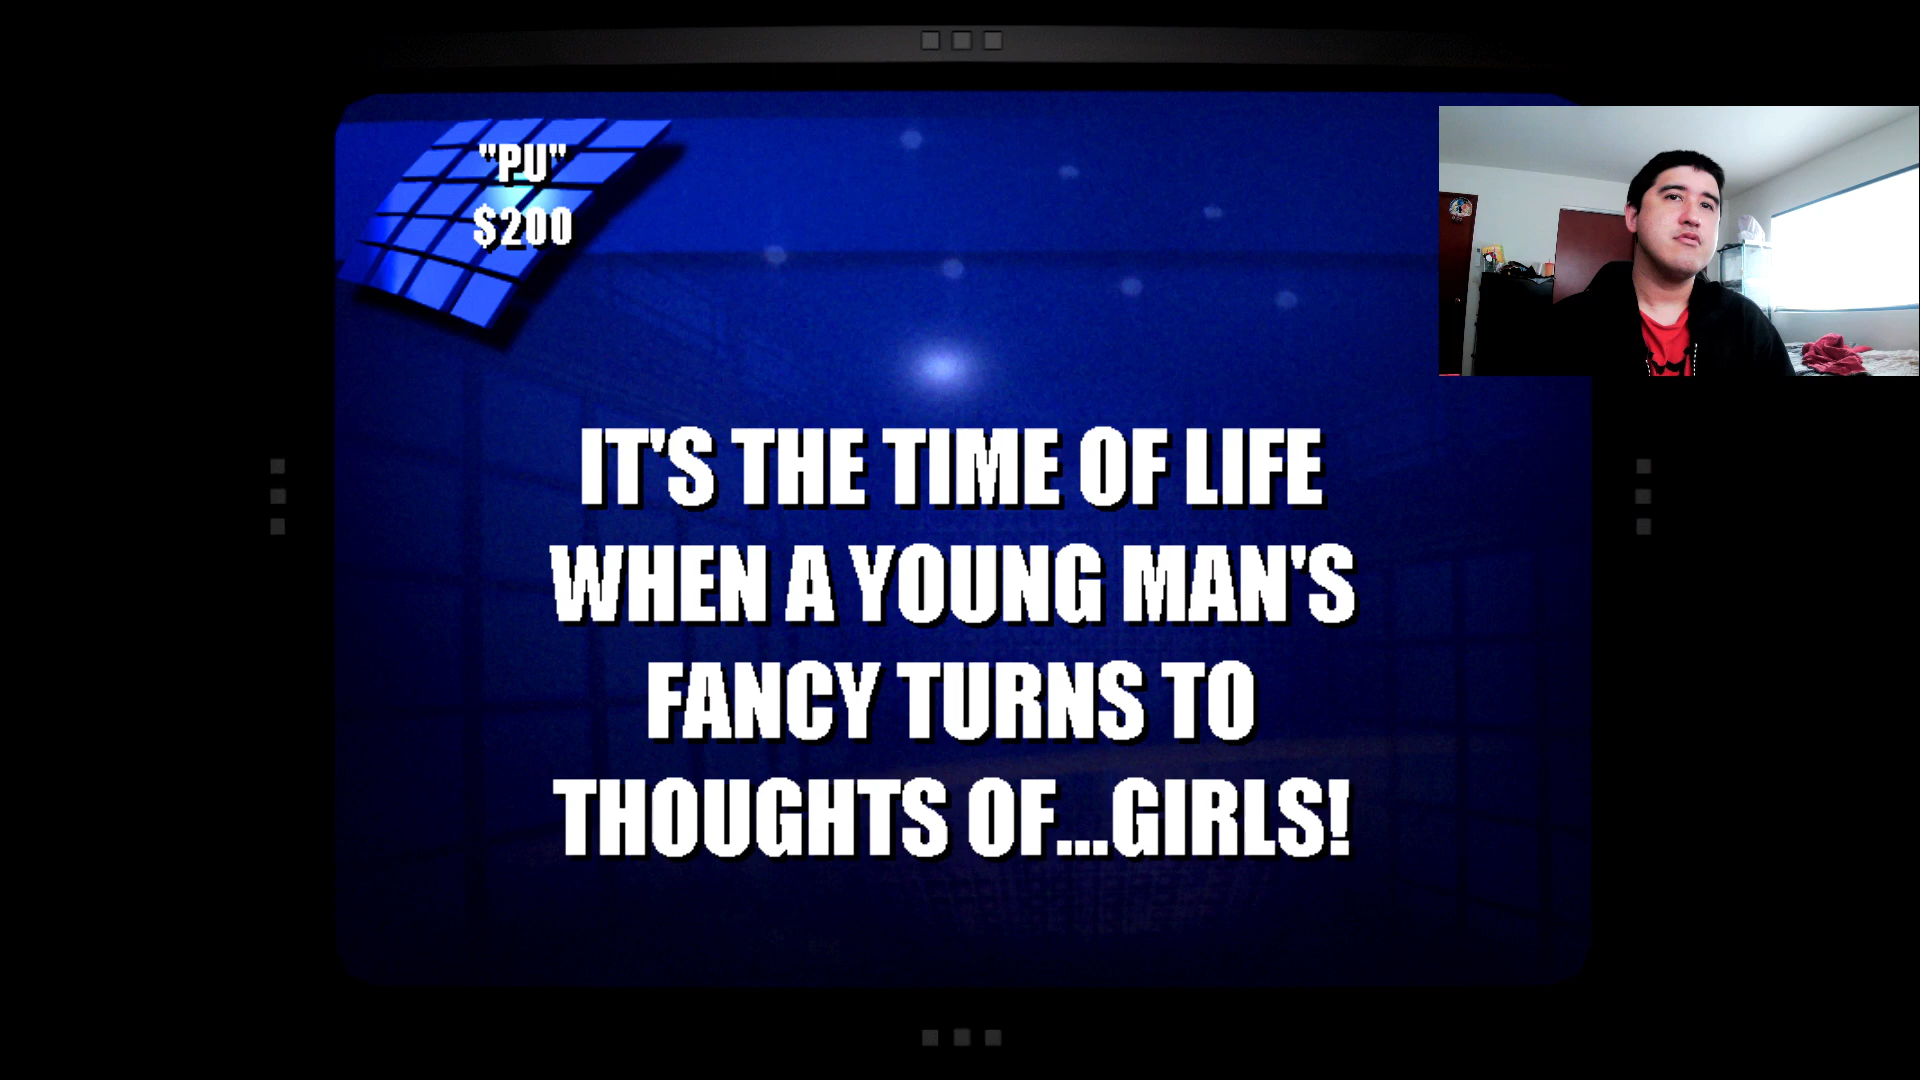 "PU"
$200
IT'S THE TIME OF LIFE
WHEN A YOUNG MAN'S
FANCY TURNS TO
THOUGHTS OF...GIRLS!